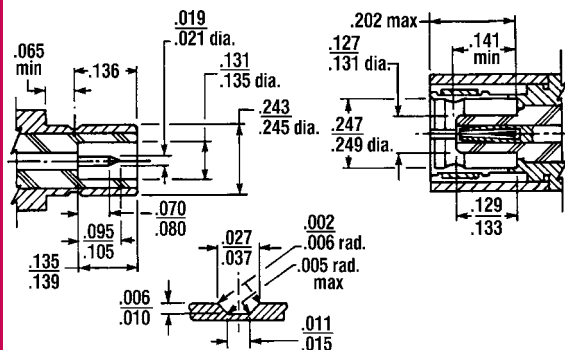 .065
min
.136
.019
.021 dia.
.131
.135 dia.
.243
.245 dia.
.070
.080
.095
.105
.135
.139
.202 max
.127
.131 dia.
.141
min
.247
.249 dia.
.129
.133
.002
.006 rad.
.005 rad.
max
.027
.037
.006
.010
.011
.015